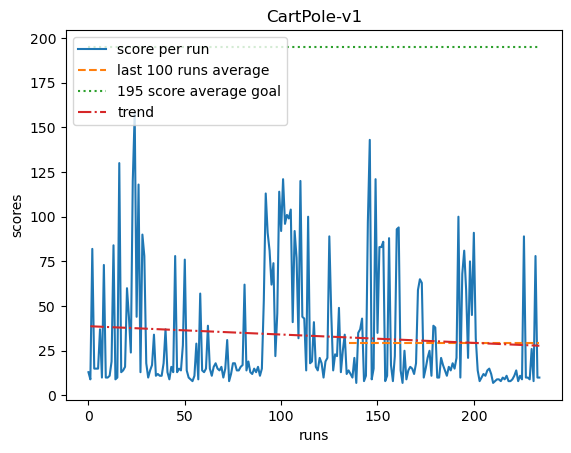 CartPole-v1
200
175
150
125
100
75
50
25
0
scores
score per run
last 100 runs average
195 score average goal
trend
0
50
100
150
200
runs